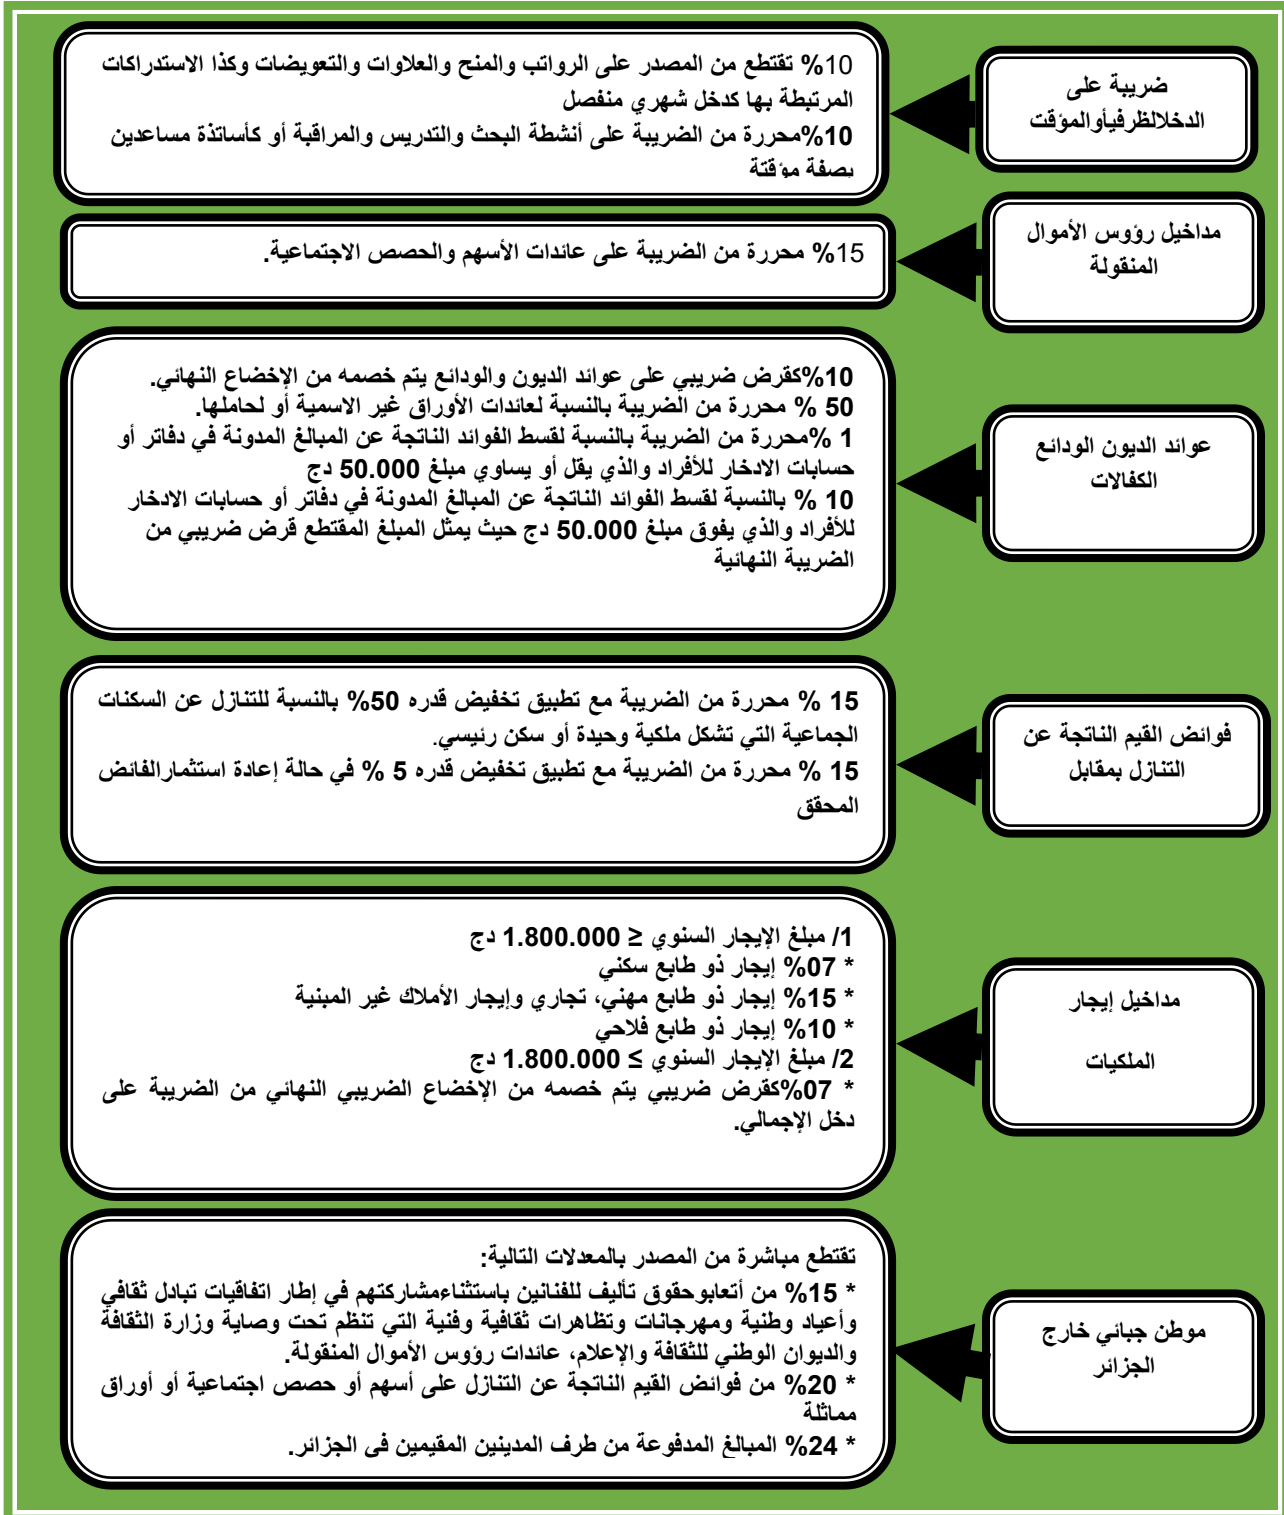 ضريبة على
الدخلالظرفيأوالمؤقت
10% تقتطع من المصدر على الرواتب والمنح والعلاوات والتعويضات وكذا الاستدراكات
المرتبطة بها كدخل شهري منفصل
10%محررة من الضريبة على أنشطة البحث والتدريس والمراقبة أو كأساتذة مساعدين
بصفة مؤقتة
مداخيل رؤوس الأموال
المنقولة
15% محررة من الضريبة على عائدات الأسهم والحصص الاجتماعية.
عوائد الديون الودائع
الكفالات
10%كقرض ضريبي على عوائد الديون والودائع يتم خصمه من الإخضاع النهائي.
50 % محررة من الضريبة بالنسبة لعائدات الأوراق غير الاسمية أو لحاملها.
1 %محررة من الضريبة بالنسبة لقسط الفوائد الناتجة عن المبالغ المدونة في دفاتر أو
حسابات الادخار للأفراد والذي يقل أو يساوي مبلغ 50.000 دج
10 % بالنسبة لقسط الفوائد الناتجة عن المبالغ المدونة في دفاتر أو حسابات الادخار
للأفراد والذي يفوق مبلغ 50.000 دج حيث يمثل المبلغ المقتطع قرض ضريبي من
الضريبة النهائية
فوائض القيم الناتجة عن
التنازل بمقابل
15 % محررة من الضريبة مع تطبيق تخفيض قدره 50% بالنسبة للتنازل عن السكنات
الجماعية التي تشكل ملكية وحيدة أو سكن رئيسي.
15 % محررة من الضريبة مع تطبيق تخفيض قدره 5 % في حالة إعادة استثمارالفائض
المحقق
مداخيل إيجار
الملكيات
1/ مبلغ الإيجار السنوي ≥ 1.800.000 دج
* 07% إيجار ذو طابع سكني
* 15% إيجار ذو طابع مهني، تجاري وإيجار الأملاك غير المبنية
* 10% إيجار ذو طابع فلاحي
2/ مبلغ الإيجار السنوي ≤ 1.800.000 دج
* 07%كقرض ضريبي يتم خصمه من الإخضاع الضريبي النهائي من الضريبة على
دخل الإجمالي.
موطن جبائي خارج
الجزائر
تقتطع مباشرة من المصدر بالمعدلات التالية:
* 15% من أتعابوحقوق تأليف للفنانين باستثناءمشاركتهم في إطار اتفاقيات تبادل ثقافي
وأعياد وطنية ومهرجانات وتظاهرات ثقافية وفنية التي تنظم تحت وصاية وزارة الثقافة
والديوان الوطني للثقافة والإعلام، عائدات رؤوس الأموال المنقولة.
* 20% من فوائض القيم الناتجة عن التنازل على أسهم أو حصص اجتماعية أو أوراق
مماثلة
* 24% المبالغ المدفوعة من طرف المدينين المقيمين في الجزائر.